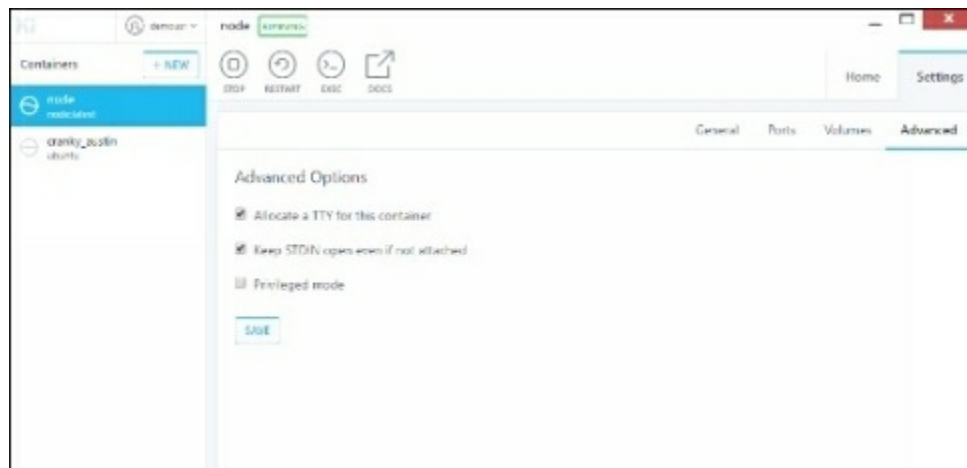 node RUNNING
Containers
+ NEW
STOP RESTART EXEC DOCS
Home Settings
node
node:latest
cranky_austin
ubuntu
General Ports Volumes Advanced
Advanced Options
Allocate a TTY for this container
Keep STDIN open even if not attached
Privileged mode
SAVE